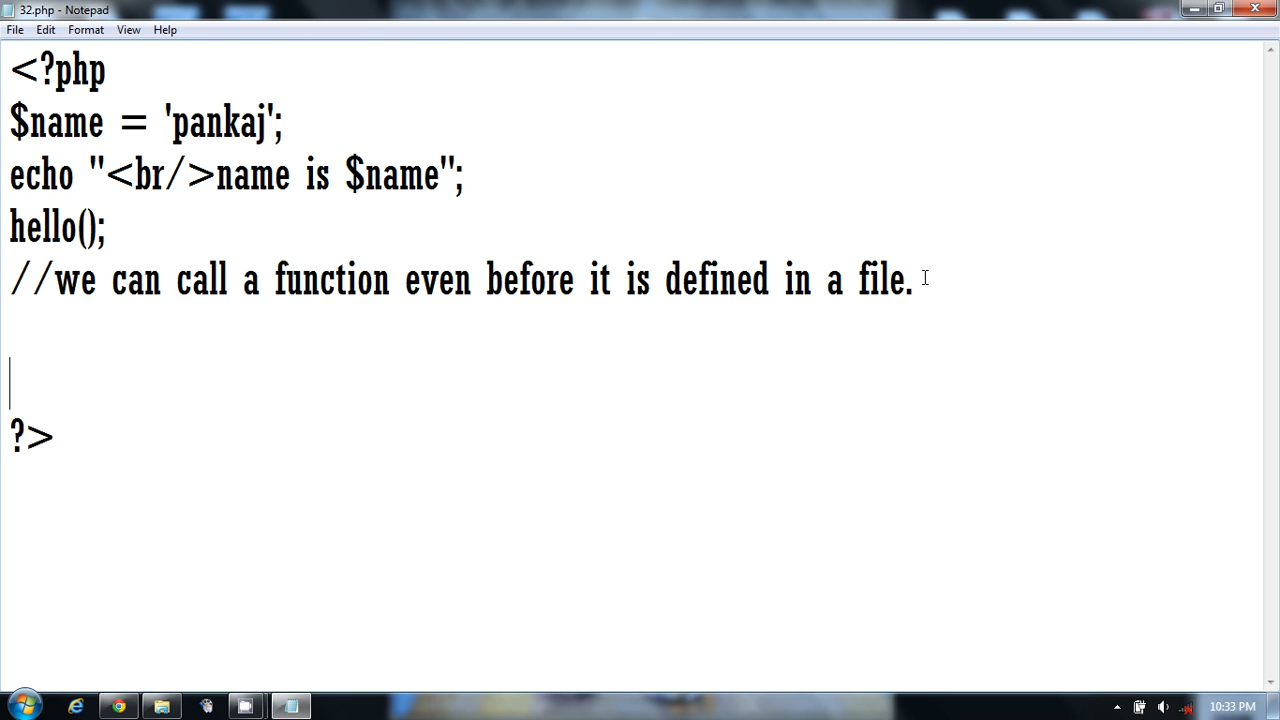 32.php - Notepad
File Edit Format View Help
<?php
$name = 'pankaj';
echo "<br/>name is $name";
hello();
//we can call a function even before it is defined in a file.
?>
10:33 PM